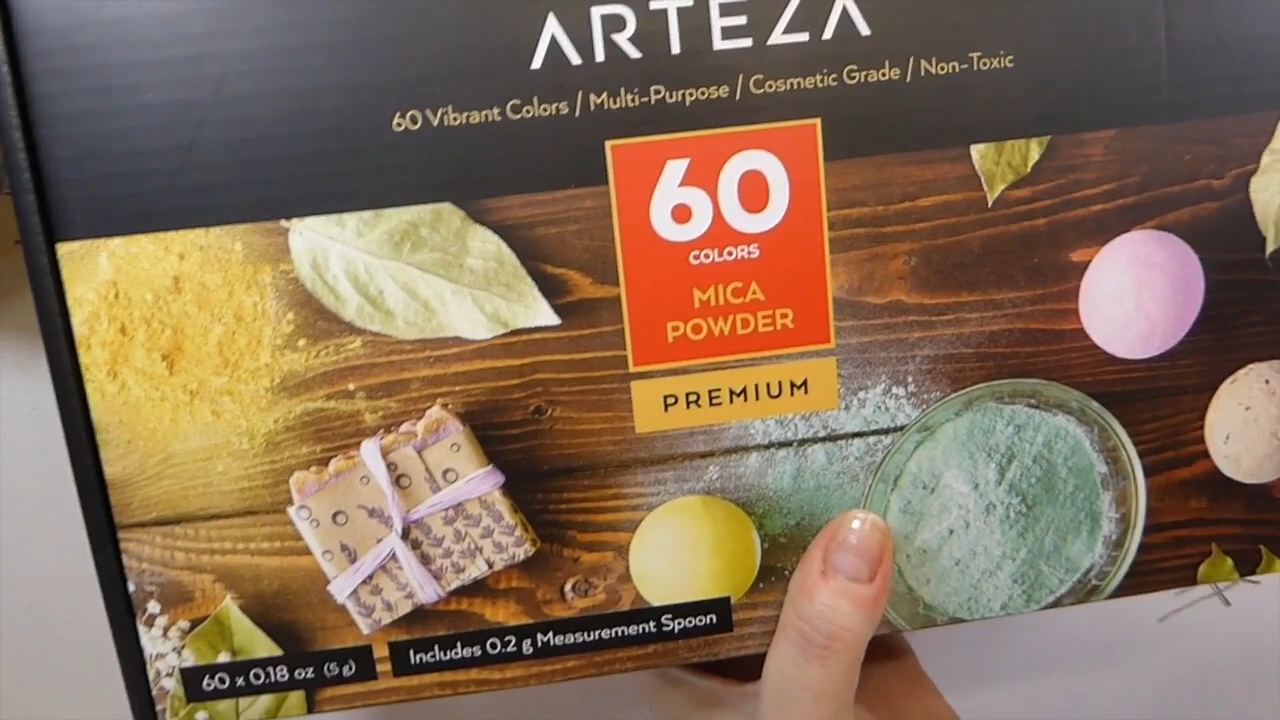 ARTEZA
60 Vibrant Colors / Multi-Purpose / Cosmetic Grade / Non-Toxic
60
COLORS
MICA
POWDER
PREMIUM
Includes 0.2 g Measurement Spoon
60 x 0.18 oz (5 g)